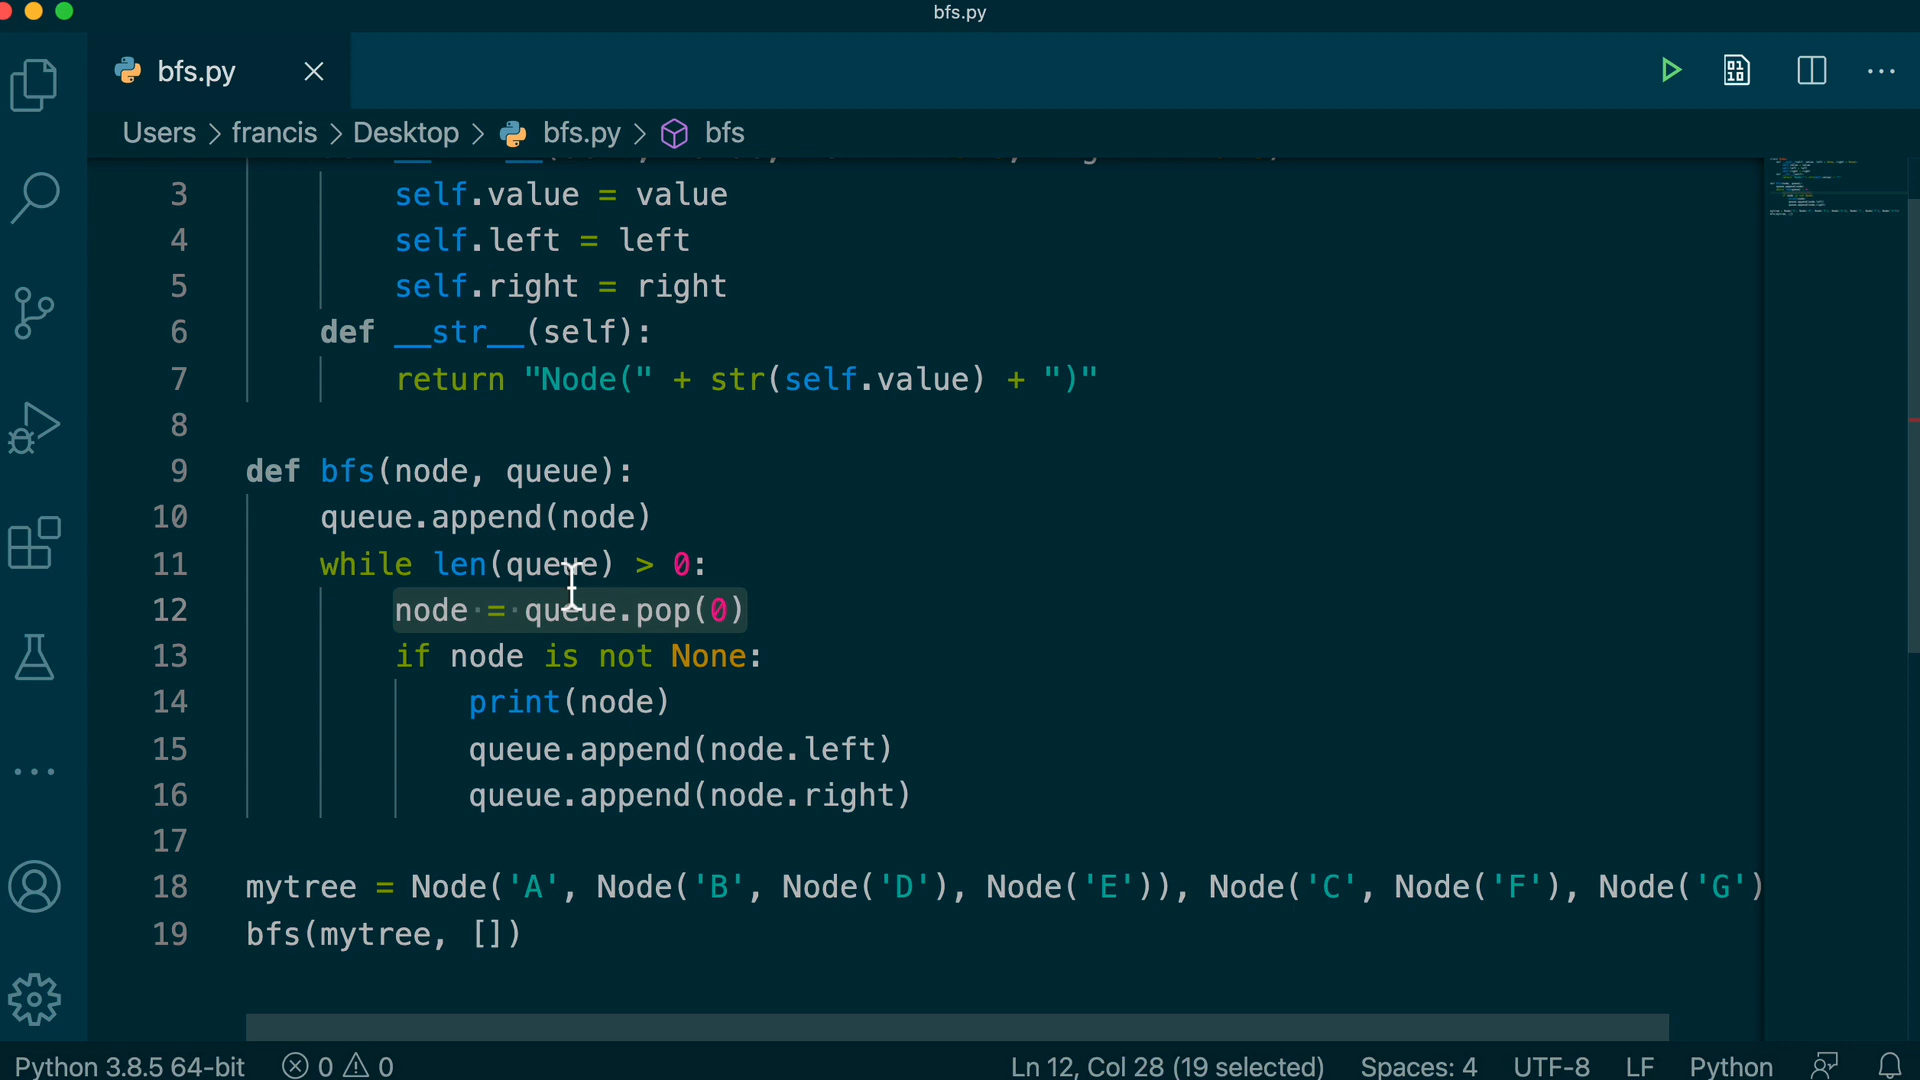 bfs.py
bfs.py
Users > francis > Desktop > bfs.py > bfs
3 self.value = value
4 self.left = left
5 self.right = right
6 def __str__(self):
7 return "Node(" + str(self.value) + ")"
8
9 def bfs(node, queue):
10 queue.append(node)
11 while len(queue) > 0:
12 node = queue.pop(0)
13 if node is not None:
14 print(node)
15 queue.append(node.left)
16 queue.append(node.right)
17
18 mytree = Node('A', Node('B', Node('D'), Node('E')), Node('C', Node('F'), Node('G')
19 bfs(mytree, [])
Python 3.8.5 64-bit 0 0 Ln 12, Col 28 (19 selected) Spaces: 4 UTF-8 LF Python